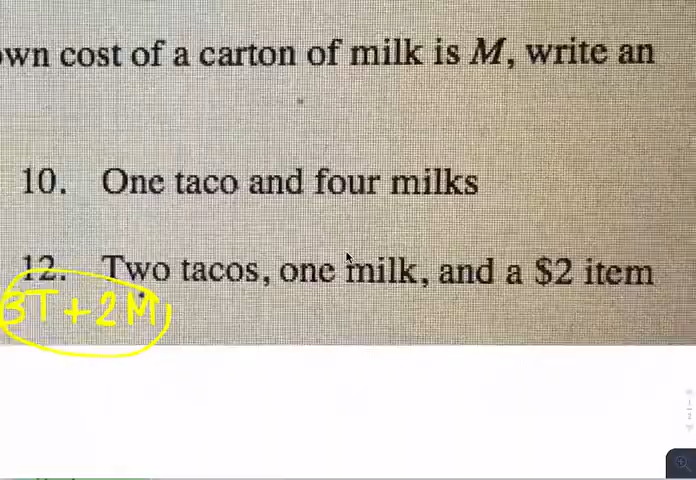 own cost of a carton of milk is M, write an
10. One taco and four milks
12. Two tacos, one milk, and a $2 item
3T+2M